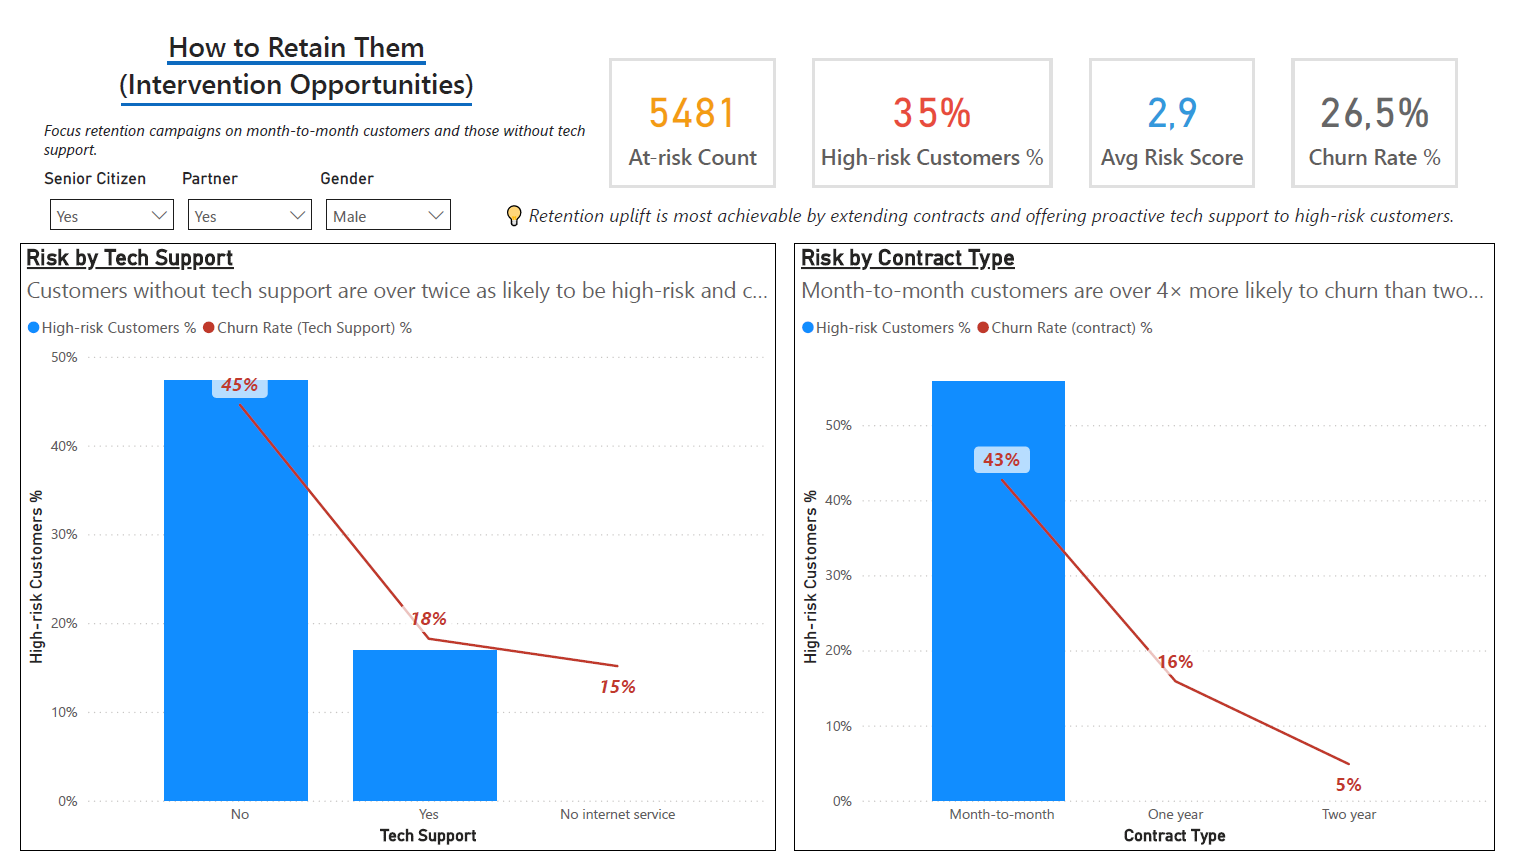 How to Retain Them
(Intervention Opportunities)
Focus retention campaigns on month-to-month customers and those without tech
support.
Senior Citizen
Partner
Gender
Yes
Yes
Male
5481
At-risk Count
35%
High-risk Customers %
2,9
Avg Risk Score
26,5%
Churn Rate %
Retention uplift is most achievable by extending contracts and offering proactive tech support to high-risk customers.
Risk by Tech Support
Customers without tech support are over twice as likely to be high-risk and c...
High-risk Customers % Churn Rate (Tech Support) %
High-risk Customers %
50%
40%
30%
20%
10%
0%
45%
18%
15%
No
Yes
No internet service
Tech Support
Risk by Contract Type
Month-to-month customers are over 4× more likely to churn than two...
High-risk Customers % Churn Rate (contract) %
High-risk Customers %
50%
40%
30%
20%
10%
0%
43%
16%
5%
Month-to-month
One year
Two year
Contract Type